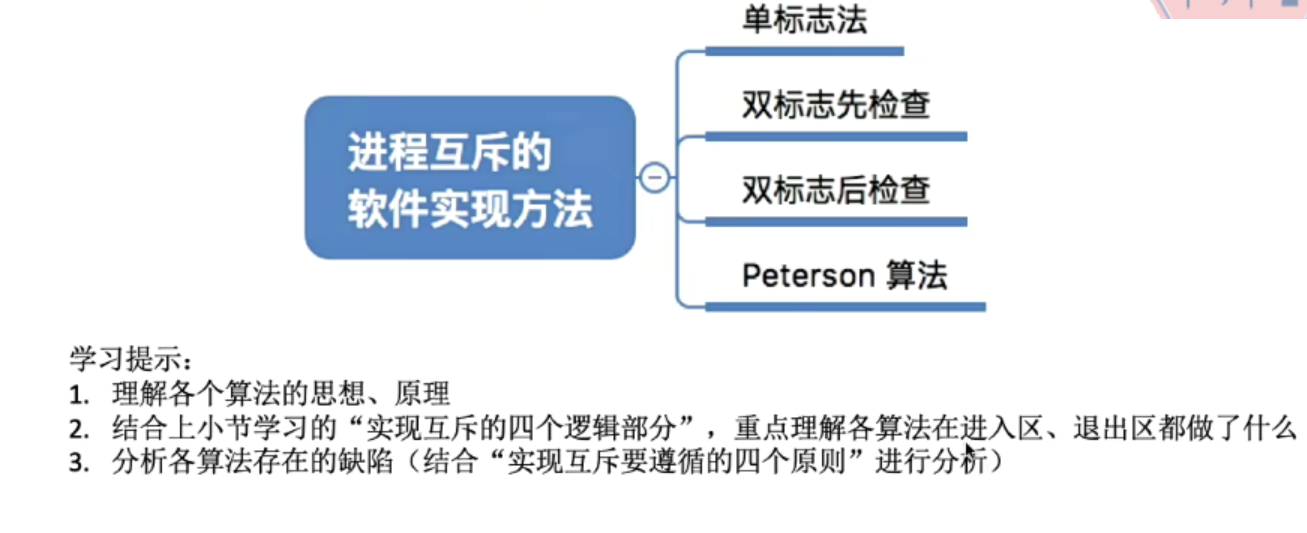 单标志法
双标志先检查
进程互斥的
软件实现方法
双标志后检查
Peterson 算法
学习提示：
1. 理解各个算法的思想、原理
2. 结合上小节学习的“实现互斥的四个逻辑部分”，重点理解各算法在进入区、退出区都做了什么
3. 分析各算法存在的缺陷（结合“实现互斥要遵循的四个原则”进行分析）